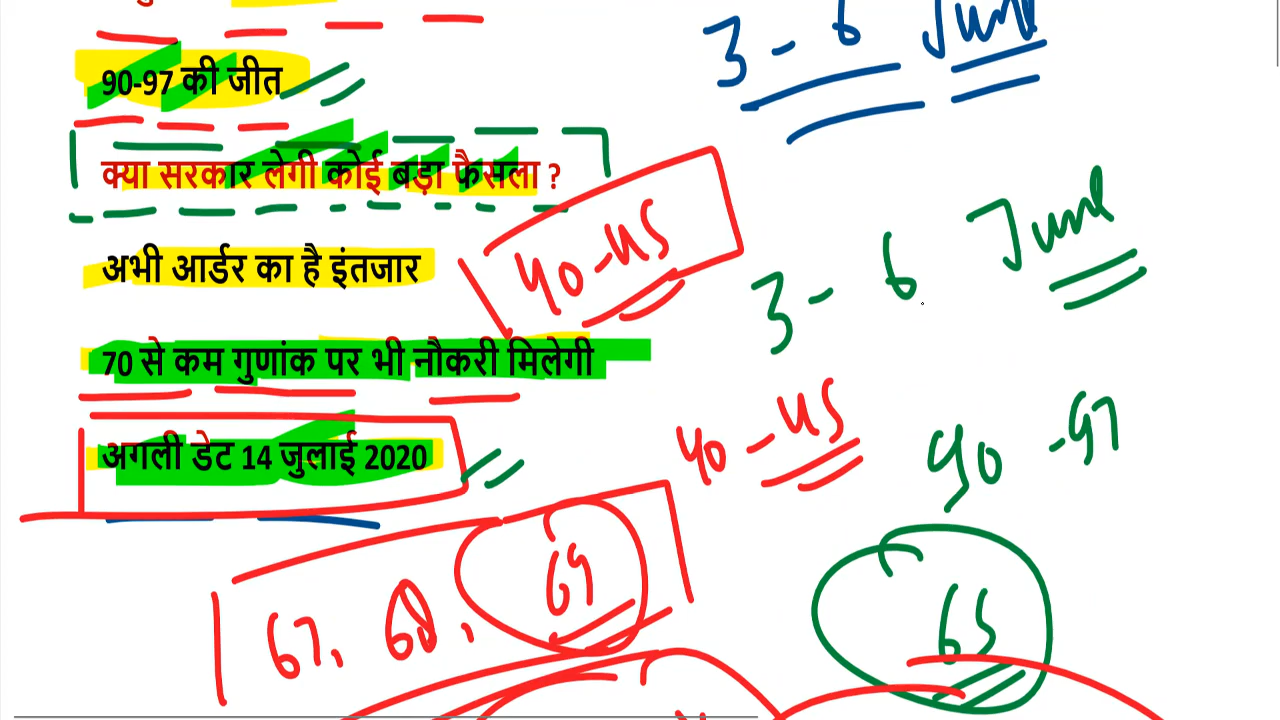 3 - 6 June
90-97 की जीत
क्या सरकार लेगी कोई बड़ा फैसला ?
40-45
अभी आर्डर का है इंतजार
3 - 6 June
70 से कम गुणांक पर भी नौकरी मिलेगी
40-45
90-97
अगली डेट 14 जुलाई 2020
67, 68, 69
65